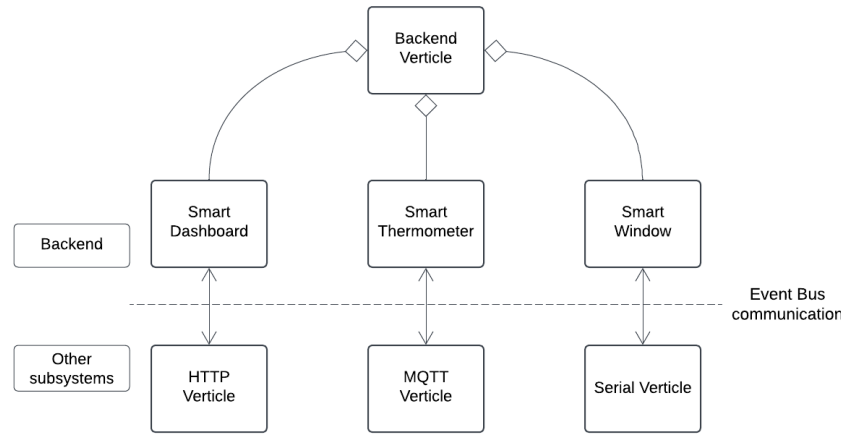 Backend
Verticle
Smart
Dashboard
Smart
Thermometer
Smart
Window
Backend
Event Bus
communication
Other
subsystems
HTTP
Verticle
MQTT
Verticle
Serial Verticle